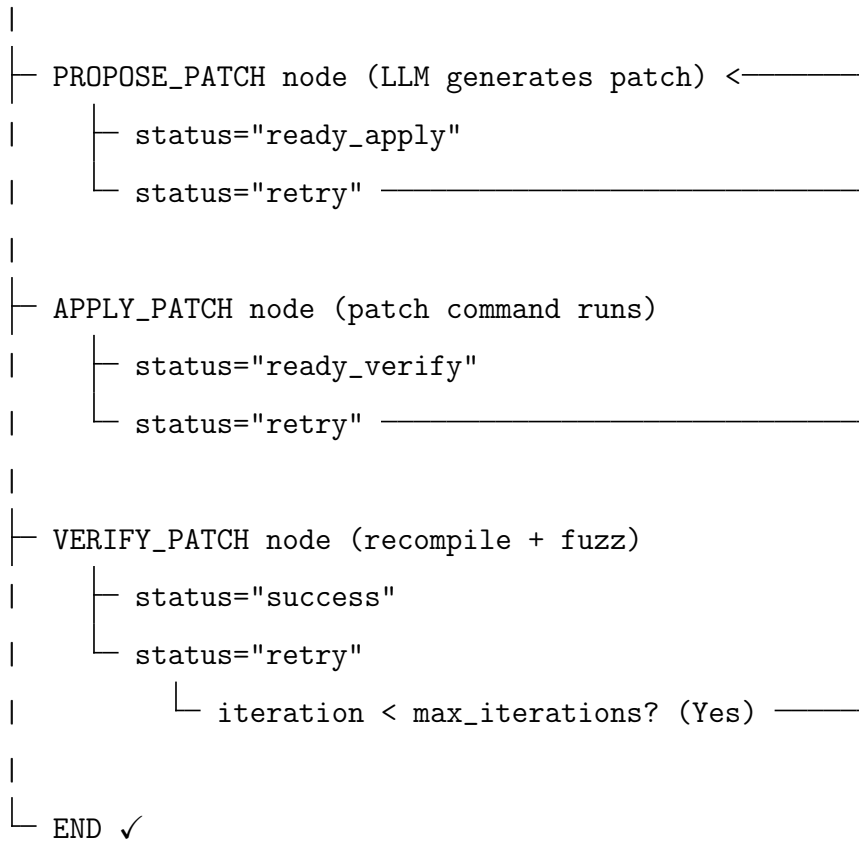 |
├─ PROPOSE_PATCH node (LLM generates patch) <───────
|    ├─ status="ready_apply"
|    └─ status="retry" ─────────────────────────────
|
├─ APPLY_PATCH node (patch command runs)
|    ├─ status="ready_verify"
|    └─ status="retry" ─────────────────────────────
|
├─ VERIFY_PATCH node (recompile + fuzz)
|    ├─ status="success"
|    └─ status="retry"
|         └─ iteration < max_iterations? (Yes) ─────
|
└─ END ✓